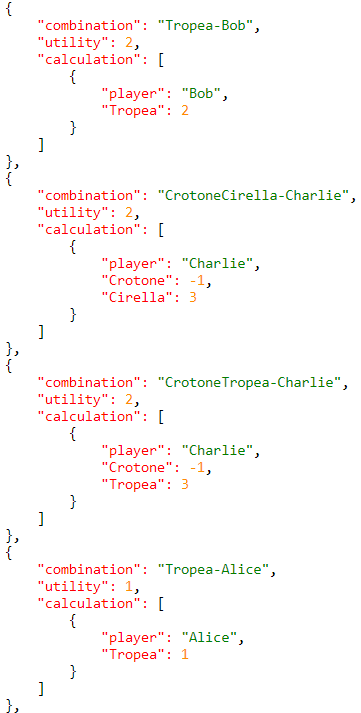 {
    "combination": "Tropea-Bob",
    "utility": 2,
    "calculation": [
        {
            "player": "Bob",
            "Tropea": 2
        }
    ]
},
{
    "combination": "CrotoneCirella-Charlie",
    "utility": 2,
    "calculation": [
        {
            "player": "Charlie",
            "Crotone": -1,
            "Cirella": 3
        }
    ]
},
{
    "combination": "CrotoneTropea-Charlie",
    "utility": 2,
    "calculation": [
        {
            "player": "Charlie",
            "Crotone": -1,
            "Tropea": 3
        }
    ]
},
{
    "combination": "Tropea-Alice",
    "utility": 1,
    "calculation": [
        {
            "player": "Alice",
            "Tropea": 1
        }
    ]
},